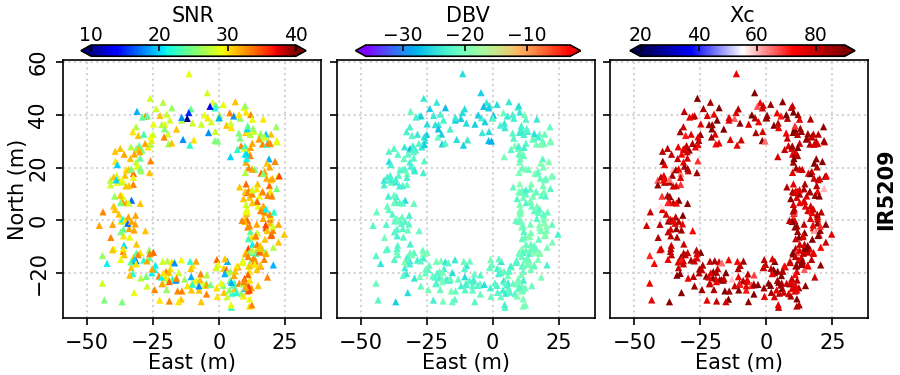 SNR DBV Xc
10 20 30 40 −30 −20 −10 20 40 60 80
60
40
20
0
−20
North (m)
IR5209
−50 −25 0 25 −50 −25 0 25 −50 −25 0 25
East (m) East (m) East (m)